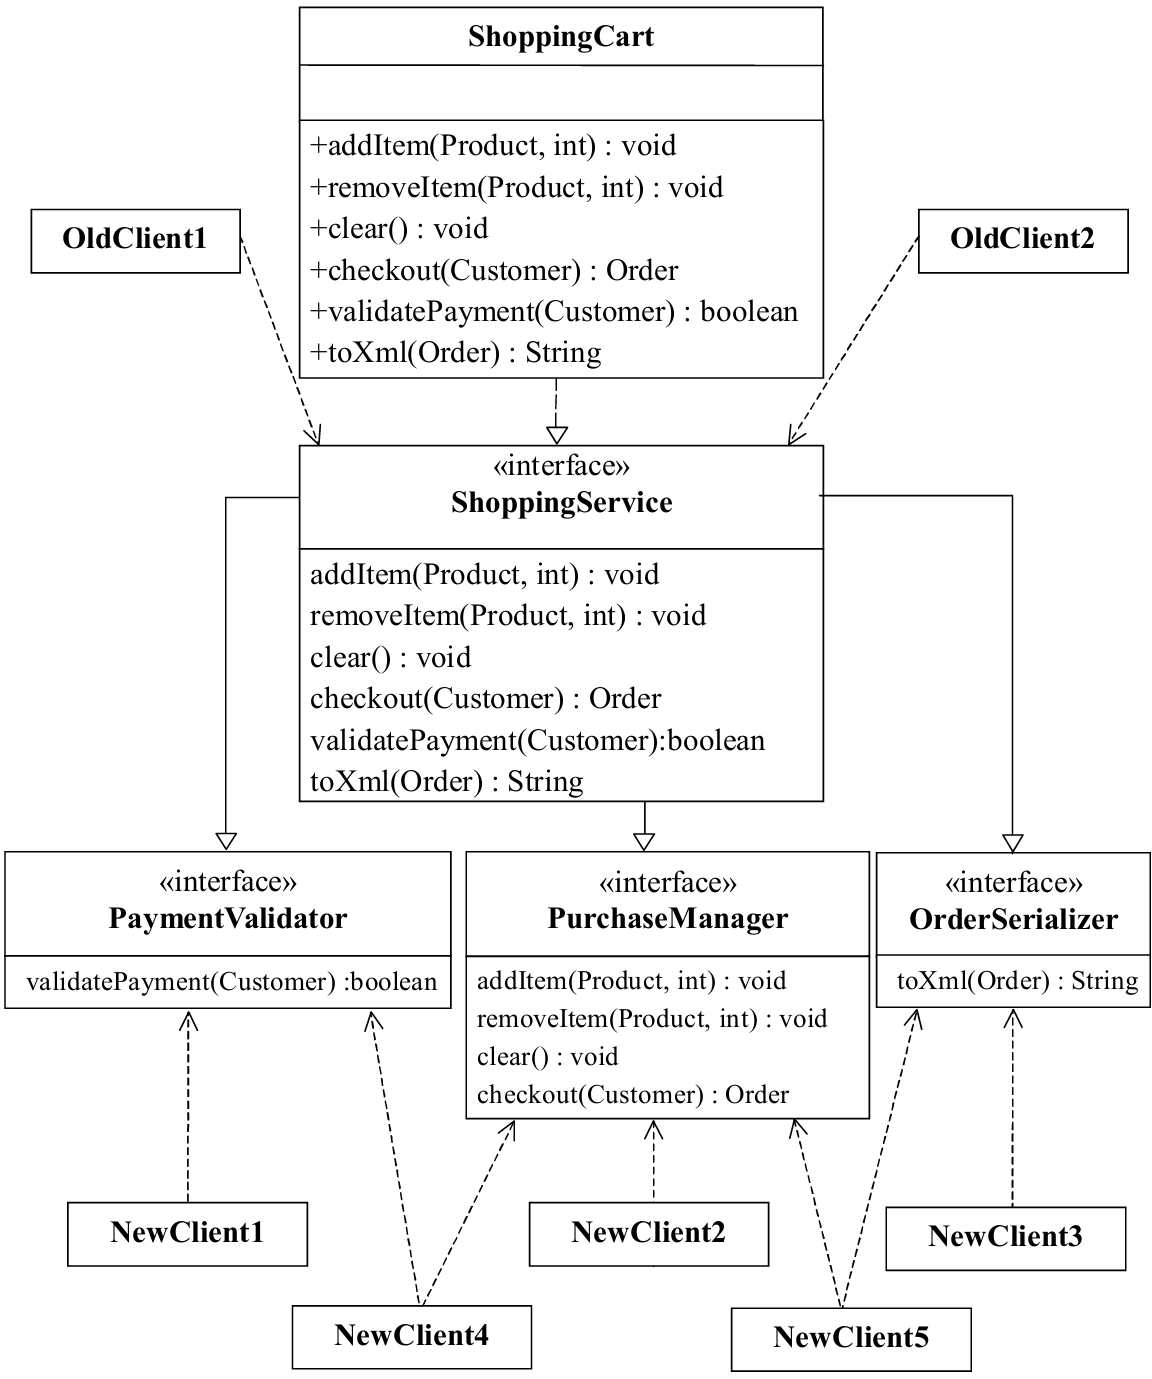 ShoppingCart
+addItem(Product, int) : void
+removeItem(Product, int) : void
+clear() : void
+checkout(Customer) : Order
+validatePayment(Customer) : boolean
+toXml(Order) : String
OldClient1
OldClient2
«interface»
ShoppingService
addItem(Product, int) : void
removeItem(Product, int) : void
clear() : void
checkout(Customer) : Order
validatePayment(Customer):boolean
toXml(Order) : String
«interface»
PaymentValidator
validatePayment(Customer) :boolean
«interface»
PurchaseManager
addItem(Product, int) : void
removeItem(Product, int) : void
clear() : void
checkout(Customer) : Order
«interface»
OrderSerializer
toXml(Order) : String
NewClient1
NewClient2
NewClient3
NewClient4
NewClient5